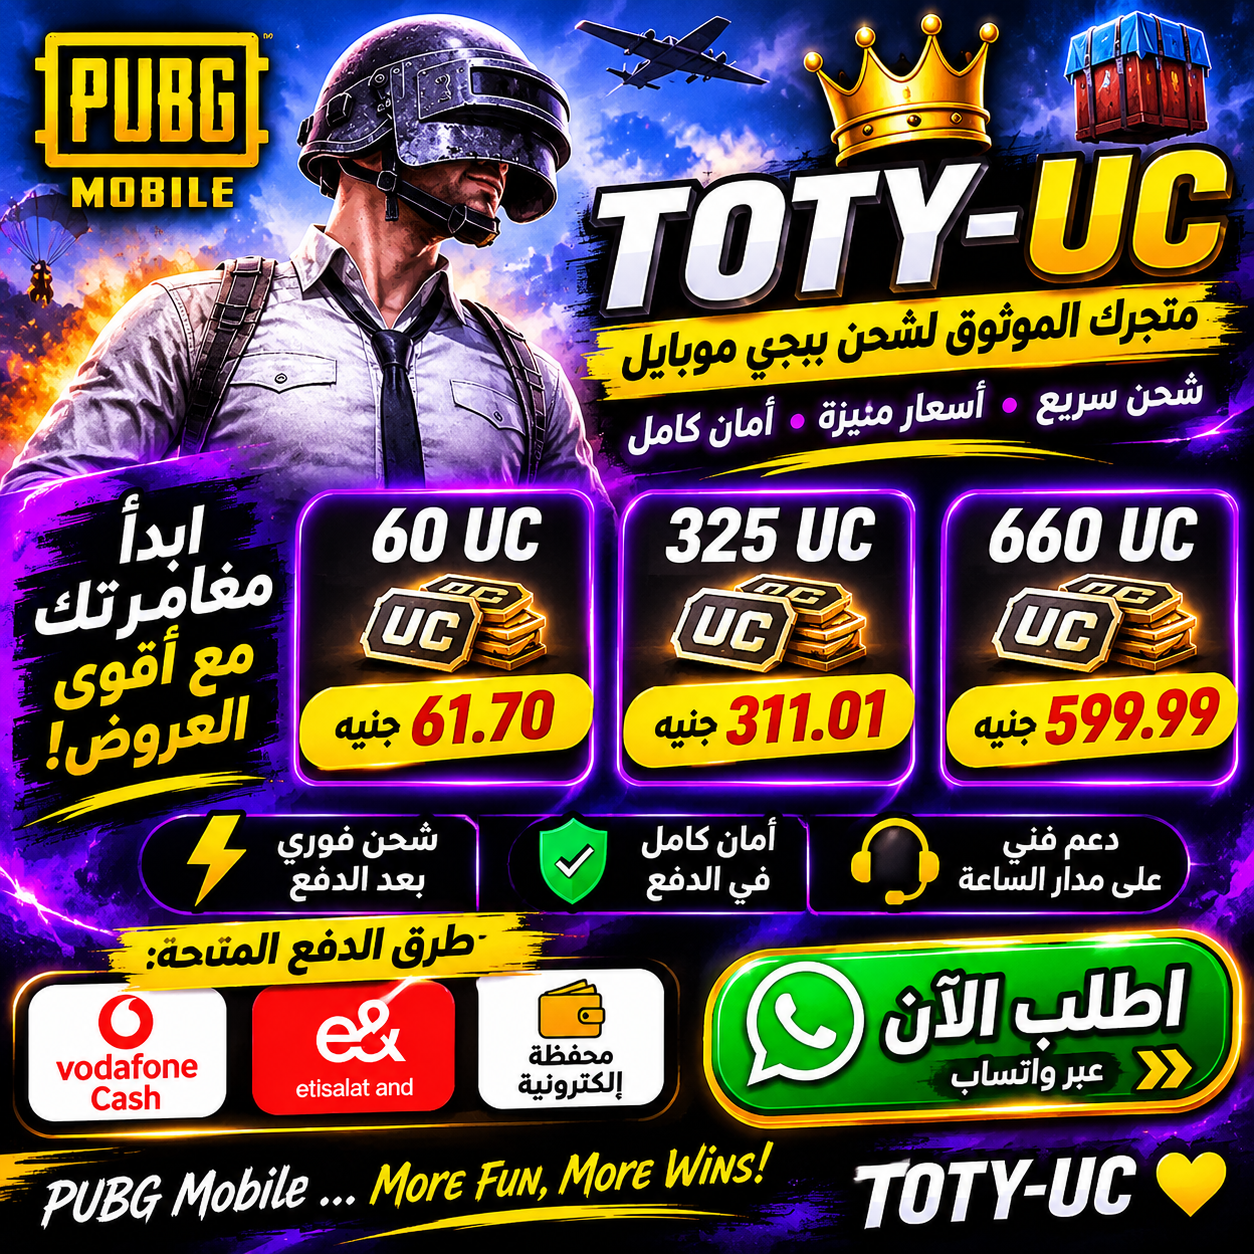 PUBG
MOBILE
TOTY-UC
متجرك الموثوق لشحن ببجي موبايل
شحن سريع • أسعار مميزة • أمان كامل
ابدأ
مغامرتك
مع أقوى
العروض!
60 UC
UC
61.70 جنيه
325 UC
UC
311.01 جنيه
660 UC
UC
599.99 جنيه
شحن فوري
بعد الدفع
أمان كامل
في الدفع
دعم فني
على مدار الساعة
طرق الدفع المتاحة:
vodafone
Cash
e&
etisalat and
محفظة
إلكترونية
اطلب الآن
عبر واتساب
PUBG Mobile ... More Fun, More Wins!
TOTY-UC